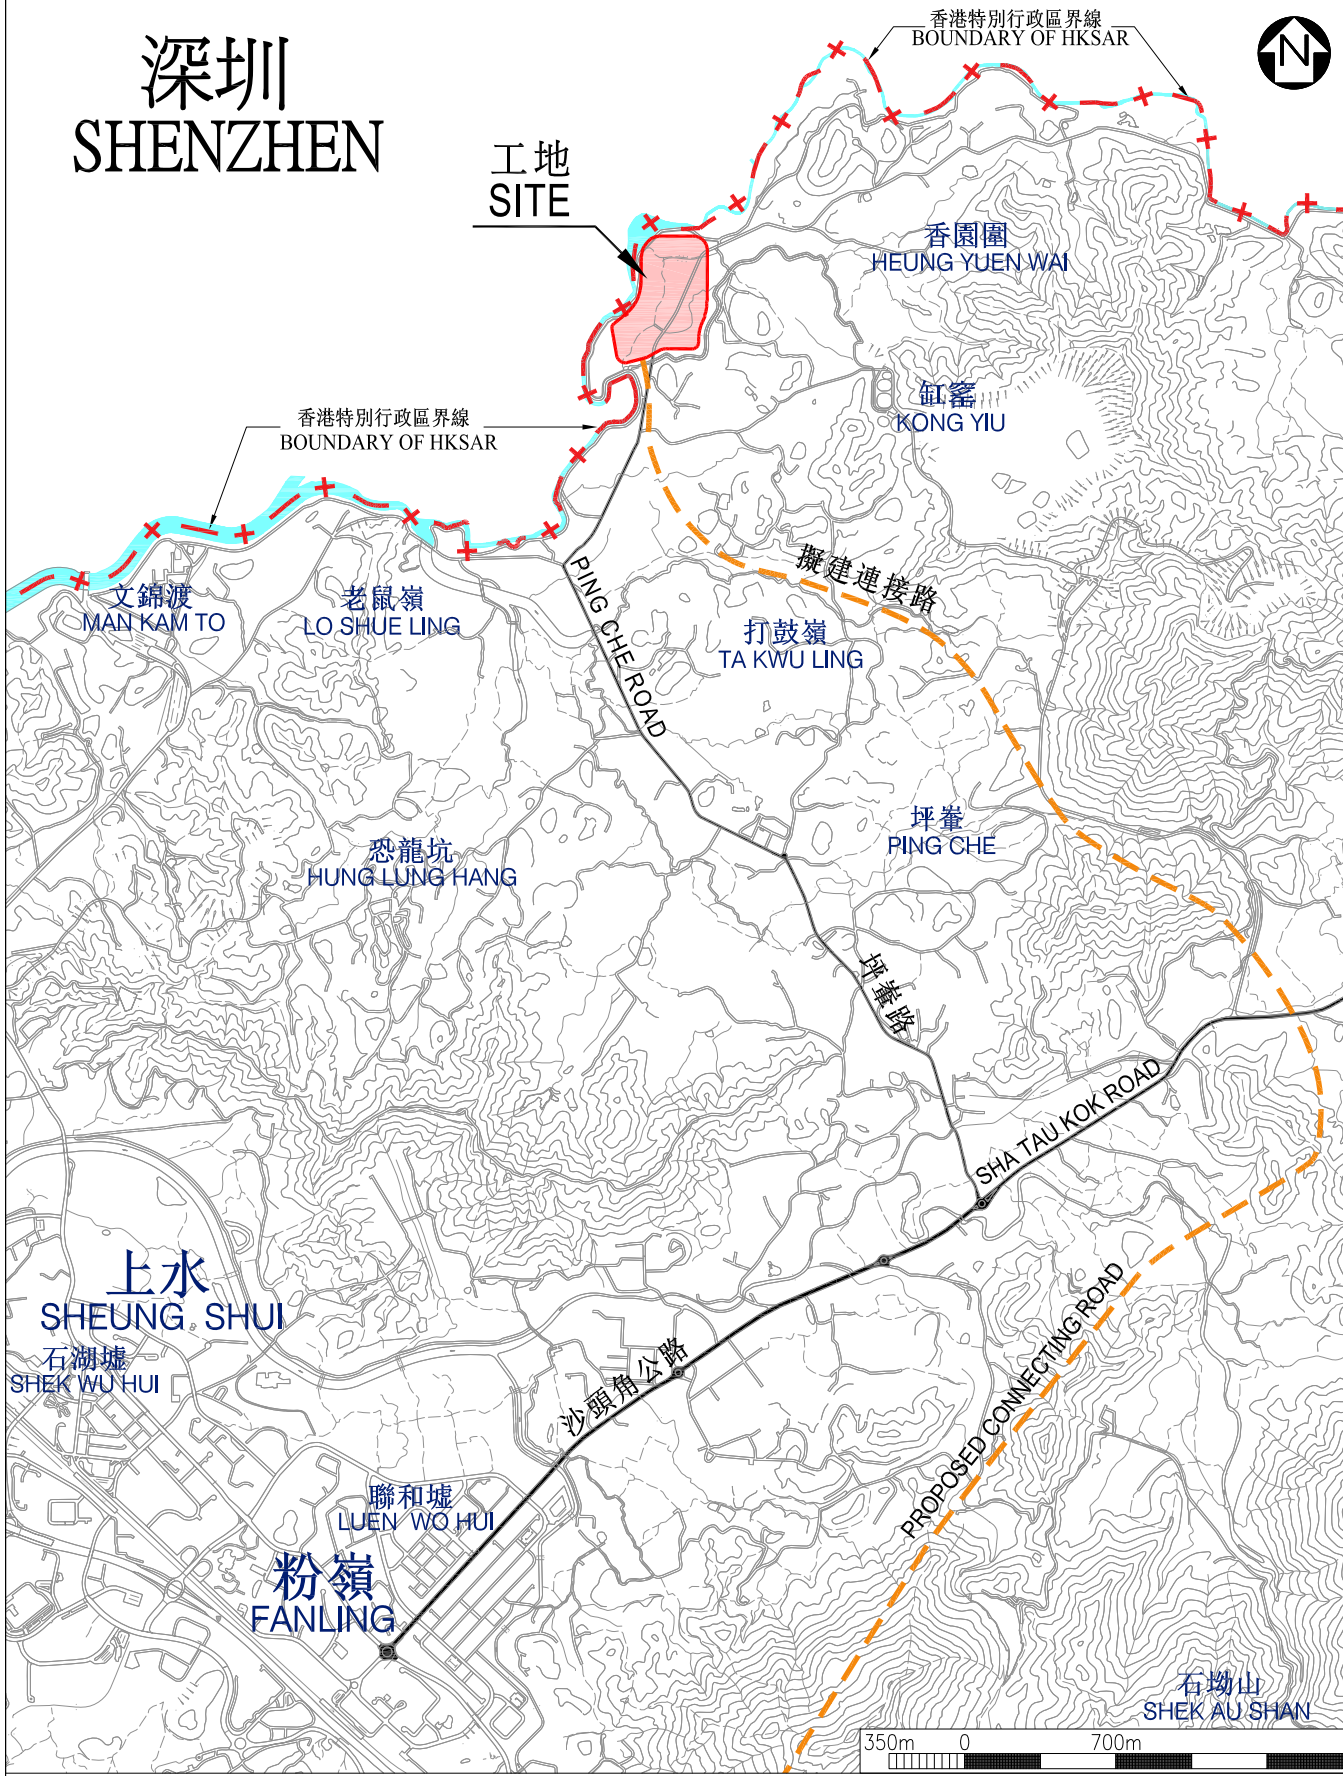 香港特別行政區界線
BOUNDARY OF HKSAR
N
深圳
SHENZHEN
工地
SITE
香園圍
HEUNG YUEN WAI
缸窰
KONG YIU
香港特別行政區界線
BOUNDARY OF HKSAR
文錦渡
MAN KAM TO
老鼠嶺
LO SHUE LING
PING CHE ROAD
擬建連接路
打鼓嶺
TA KWU LING
坪輋
PING CHE
恐龍坑
HUNG LUNG HANG
坪輋路
SHA TAU KOK ROAD
上水
SHEUNG SHUI
石湖墟
SHEK WU HUI
沙頭角公路
PROPOSED CONNECTING ROAD
聯和墟
LUEN WO HUI
粉嶺
FANLING
石坳山
SHEK AU SHAN
350m 0 700m